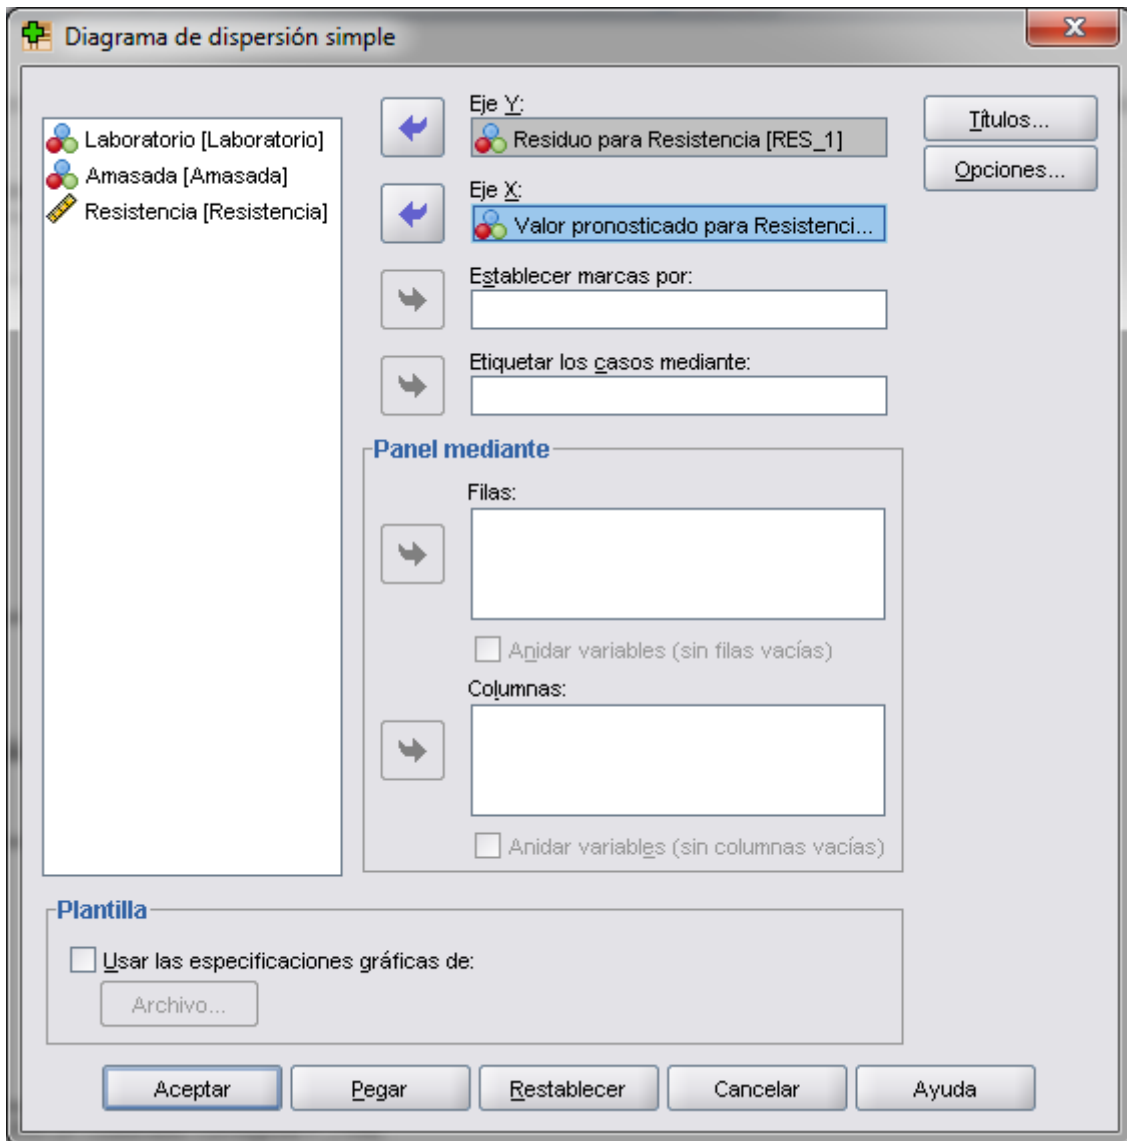 Diagrama de dispersión simple
Laboratorio [Laboratorio]
Amasada [Amasada]
Resistencia [Resistencia]
Eje Y:
Residuo para Resistencia [RES_1]
Eje X:
Valor pronosticado para Resistenci...
Establecer marcas por:
Etiquetar los casos mediante:
Panel mediante
Filas:
Anidar variables (sin filas vacías)
Columnas:
Anidar variables (sin columnas vacías)
Títulos...
Opciones...
Plantilla
Usar las especificaciones gráficas de:
Archivo...
Aceptar
Pegar
Restablecer
Cancelar
Ayuda